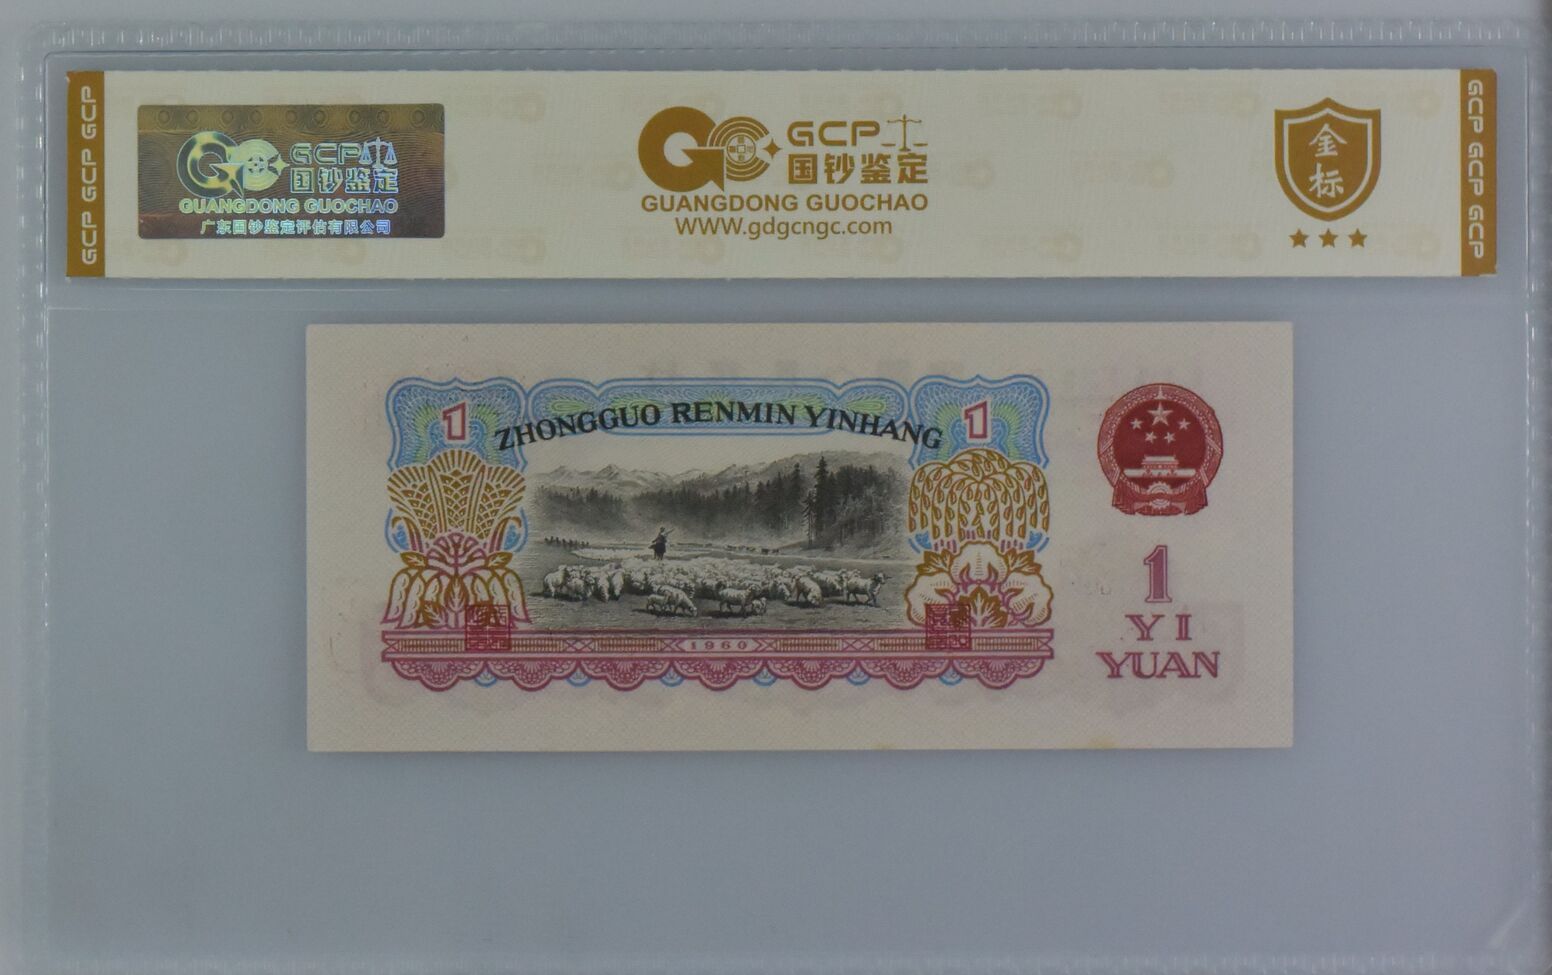 GCP GCP GCP
GCP
国钞鉴定
GUANGDONG GUOCHAO
广东国钞鉴定评估有限公司
GCP
国钞鉴定
GUANGDONG GUOCHAO
WWW.gdgcngc.com
金
标
GCP GCP GCP
ZHONGGUO RENMIN YINHANG
1
1
1960
1
YI
YUAN